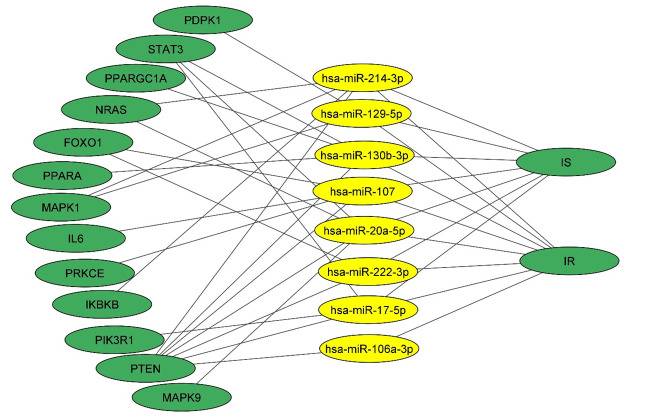 PDPK1
STAT3
PPARGC1A
NRAS
FOXO1
PPARA
MAPK1
IL6
PRKCE
IKBKB
PIK3R1
PTEN
MAPK9
hsa-miR-214-3p
hsa-miR-129-5p
hsa-miR-130b-3p
hsa-miR-107
hsa-miR-20a-5p
hsa-miR-222-3p
hsa-miR-17-5p
hsa-miR-106a-3p
IS
IR